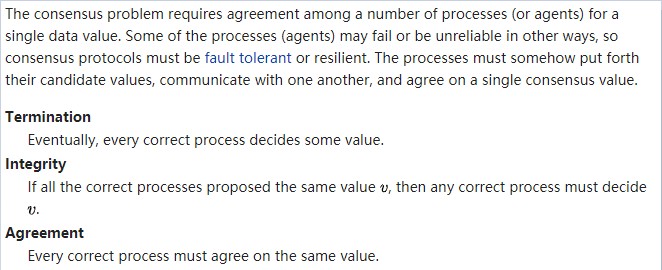 The consensus problem requires agreement among a number of processes (or agents) for a
single data value. Some of the processes (agents) may fail or be unreliable in other ways, so
consensus protocols must be fault tolerant or resilient. The processes must somehow put forth
their candidate values, communicate with one another, and agree on a single consensus value.
Termination
Eventually, every correct process decides some value.
Integrity
If all the correct processes proposed the same value v, then any correct process must decide
v.
Agreement
Every correct process must agree on the same value.